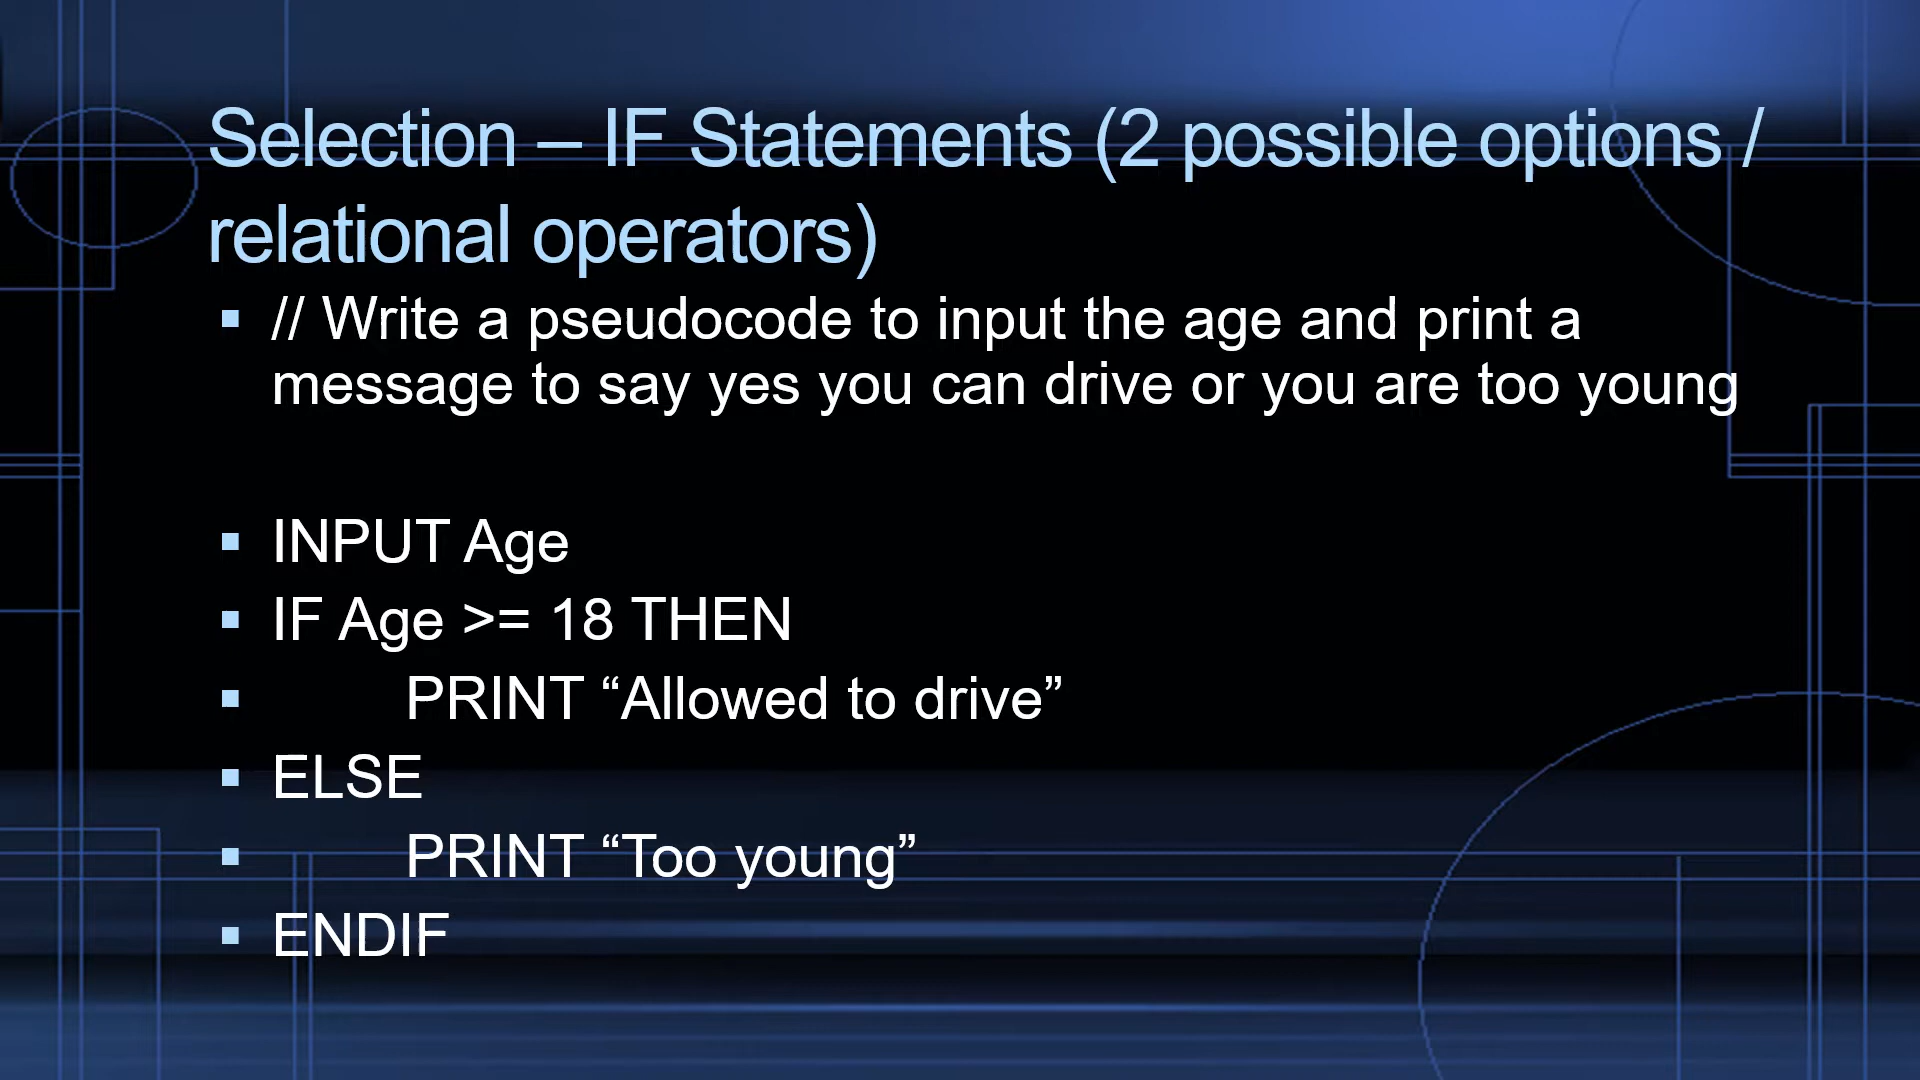 Selection – IF Statements (2 possible options /
relational operators)
// Write a pseudocode to input the age and print a
message to say yes you can drive or you are too young
INPUT Age
IF Age >= 18 THEN
PRINT “Allowed to drive”
ELSE
PRINT “Too young”
ENDIF